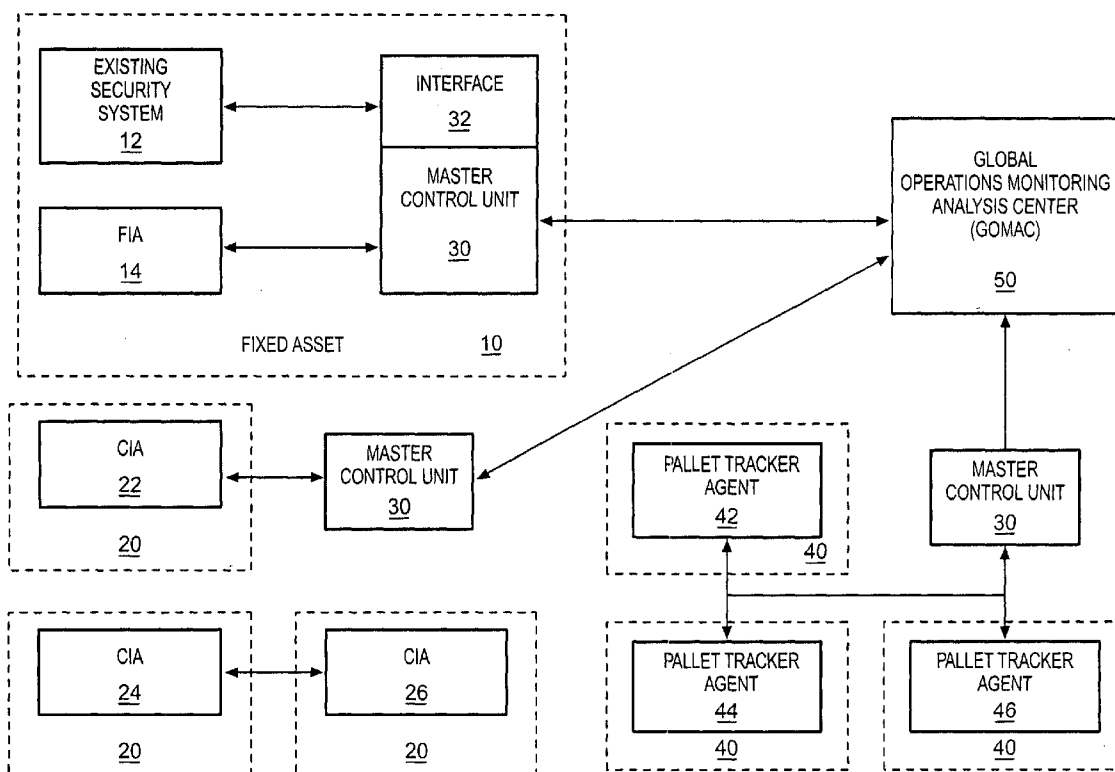 EXISTING
SECURITY
SYSTEM
12
INTERFACE
32
MASTER
CONTROL UNIT
30
FIA
14
FIXED ASSET 10
GLOBAL
OPERATIONS MONITORING
ANALYSIS CENTER
(GOMAC)
50
CIA
22
20
MASTER
CONTROL UNIT
30
PALLET TRACKER
AGENT
42
40
MASTER
CONTROL UNIT
30
CIA
24
20
CIA
26
20
PALLET TRACKER
AGENT
44
40
PALLET TRACKER
AGENT
46
40